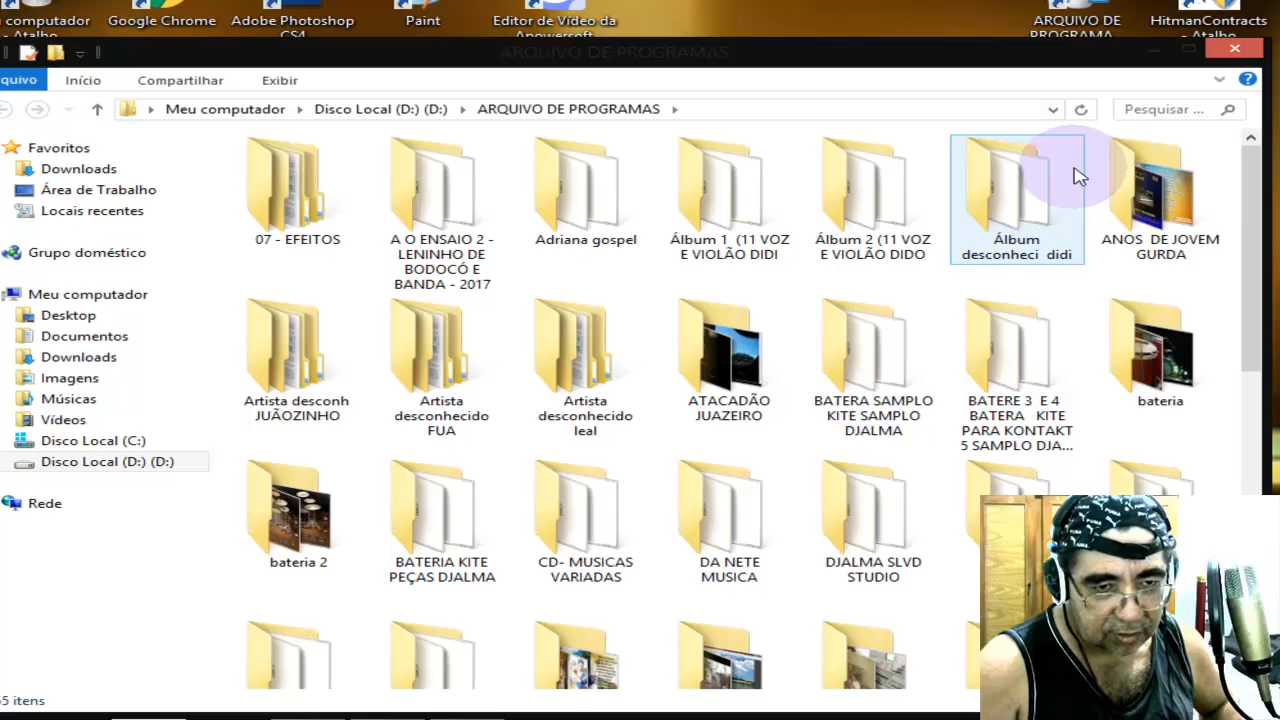 u computador
- Atalho
Google Chrome
Adobe Photoshop
CS4
Paint
Editor de Vídeo da
Apowersoft
ARQUIVO DE
PROGRAMA
HitmanContracts
- Atalho
ARQUIVO DE PROGRAMAS
quivo
Início
Compartilhar
Exibir
Meu computador
Disco Local (D:) (D:)
ARQUIVO DE PROGRAMAS
Pesquisar ...
Favoritos
Downloads
Área de Trabalho
Locais recentes
Grupo doméstico
Meu computador
Desktop
Documentos
Downloads
Imagens
Músicas
Vídeos
Disco Local (C:)
Disco Local (D:) (D:)
Rede
07 - EFEITOS
A O ENSAIO 2 -
LENINHO DE
BODOCÓ E
BANDA - 2017
Adriana gospel
Álbum 1  (11 VOZ
E VIOLÃO DIDI
Álbum 2 (11 VOZ
E VIOLÃO DIDO
Álbum
desconheci  didi
ANOS  DE JOVEM
GURDA
Artista desconh
JUÃOZINHO
Artista
desconhecido
FUA
Artista
desconhecido
leal
ATACADÃO
JUAZEIRO
BATERA SAMPLO
KITE SAMPLO
DJALMA
BATERE 3  E 4
BATERA   KITE
PARA KONTAKT
5 SAMPLO DJA...
bateria
bateria 2
BATERIA KITE
PEÇAS DJALMA
CD- MUSICAS
VARIADAS
DA NETE
MUSICA
DJALMA SLVD
STUDIO
5 itens
PUMA